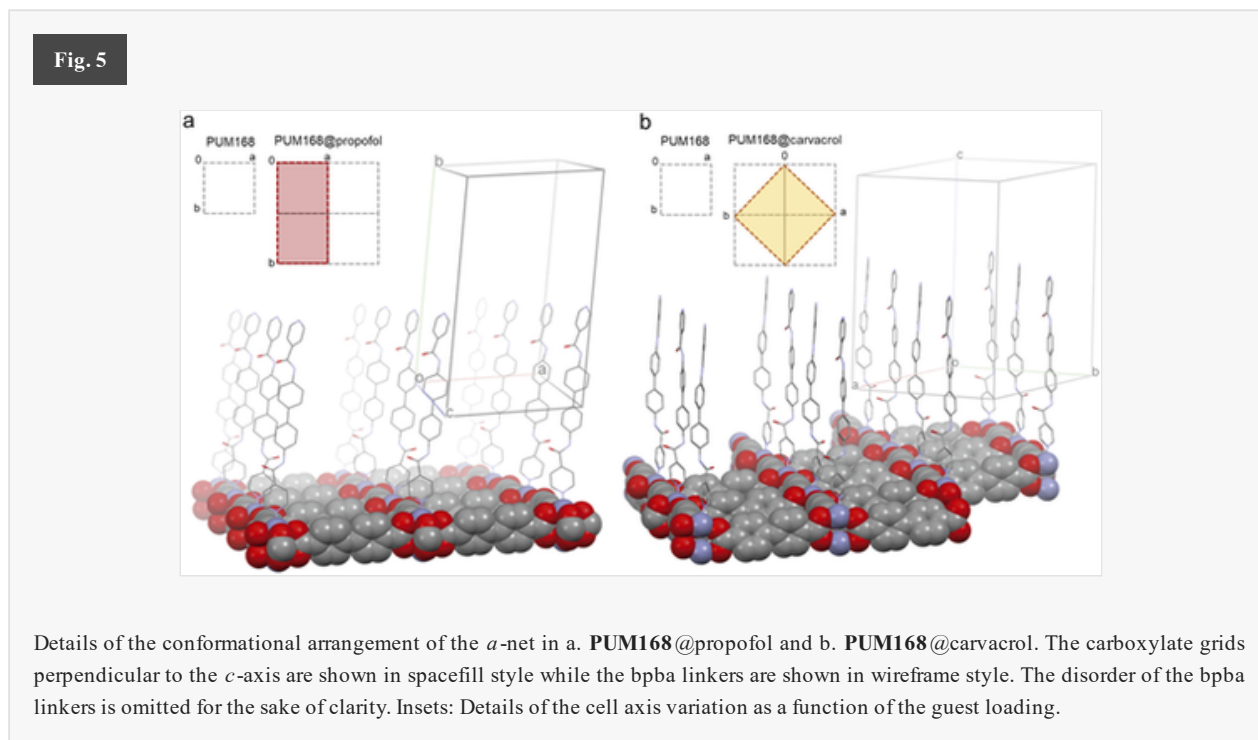 Fig. 5
a
PUM168
PUM168@propofol
0
a
0
a
b
b
b
o
a
c
b
PUM168
PUM168@carvacrol
0
a
0
b
b
a
c
o
a
b
Details of the conformational arrangement of the a-net in a. PUM168@propofol and b. PUM168@carvacrol. The carboxylate grids
perpendicular to the c-axis are shown in spacefill style while the bpba linkers are shown in wireframe style. The disorder of the bpba
linkers is omitted for the sake of clarity. Insets: Details of the cell axis variation as a function of the guest loading.